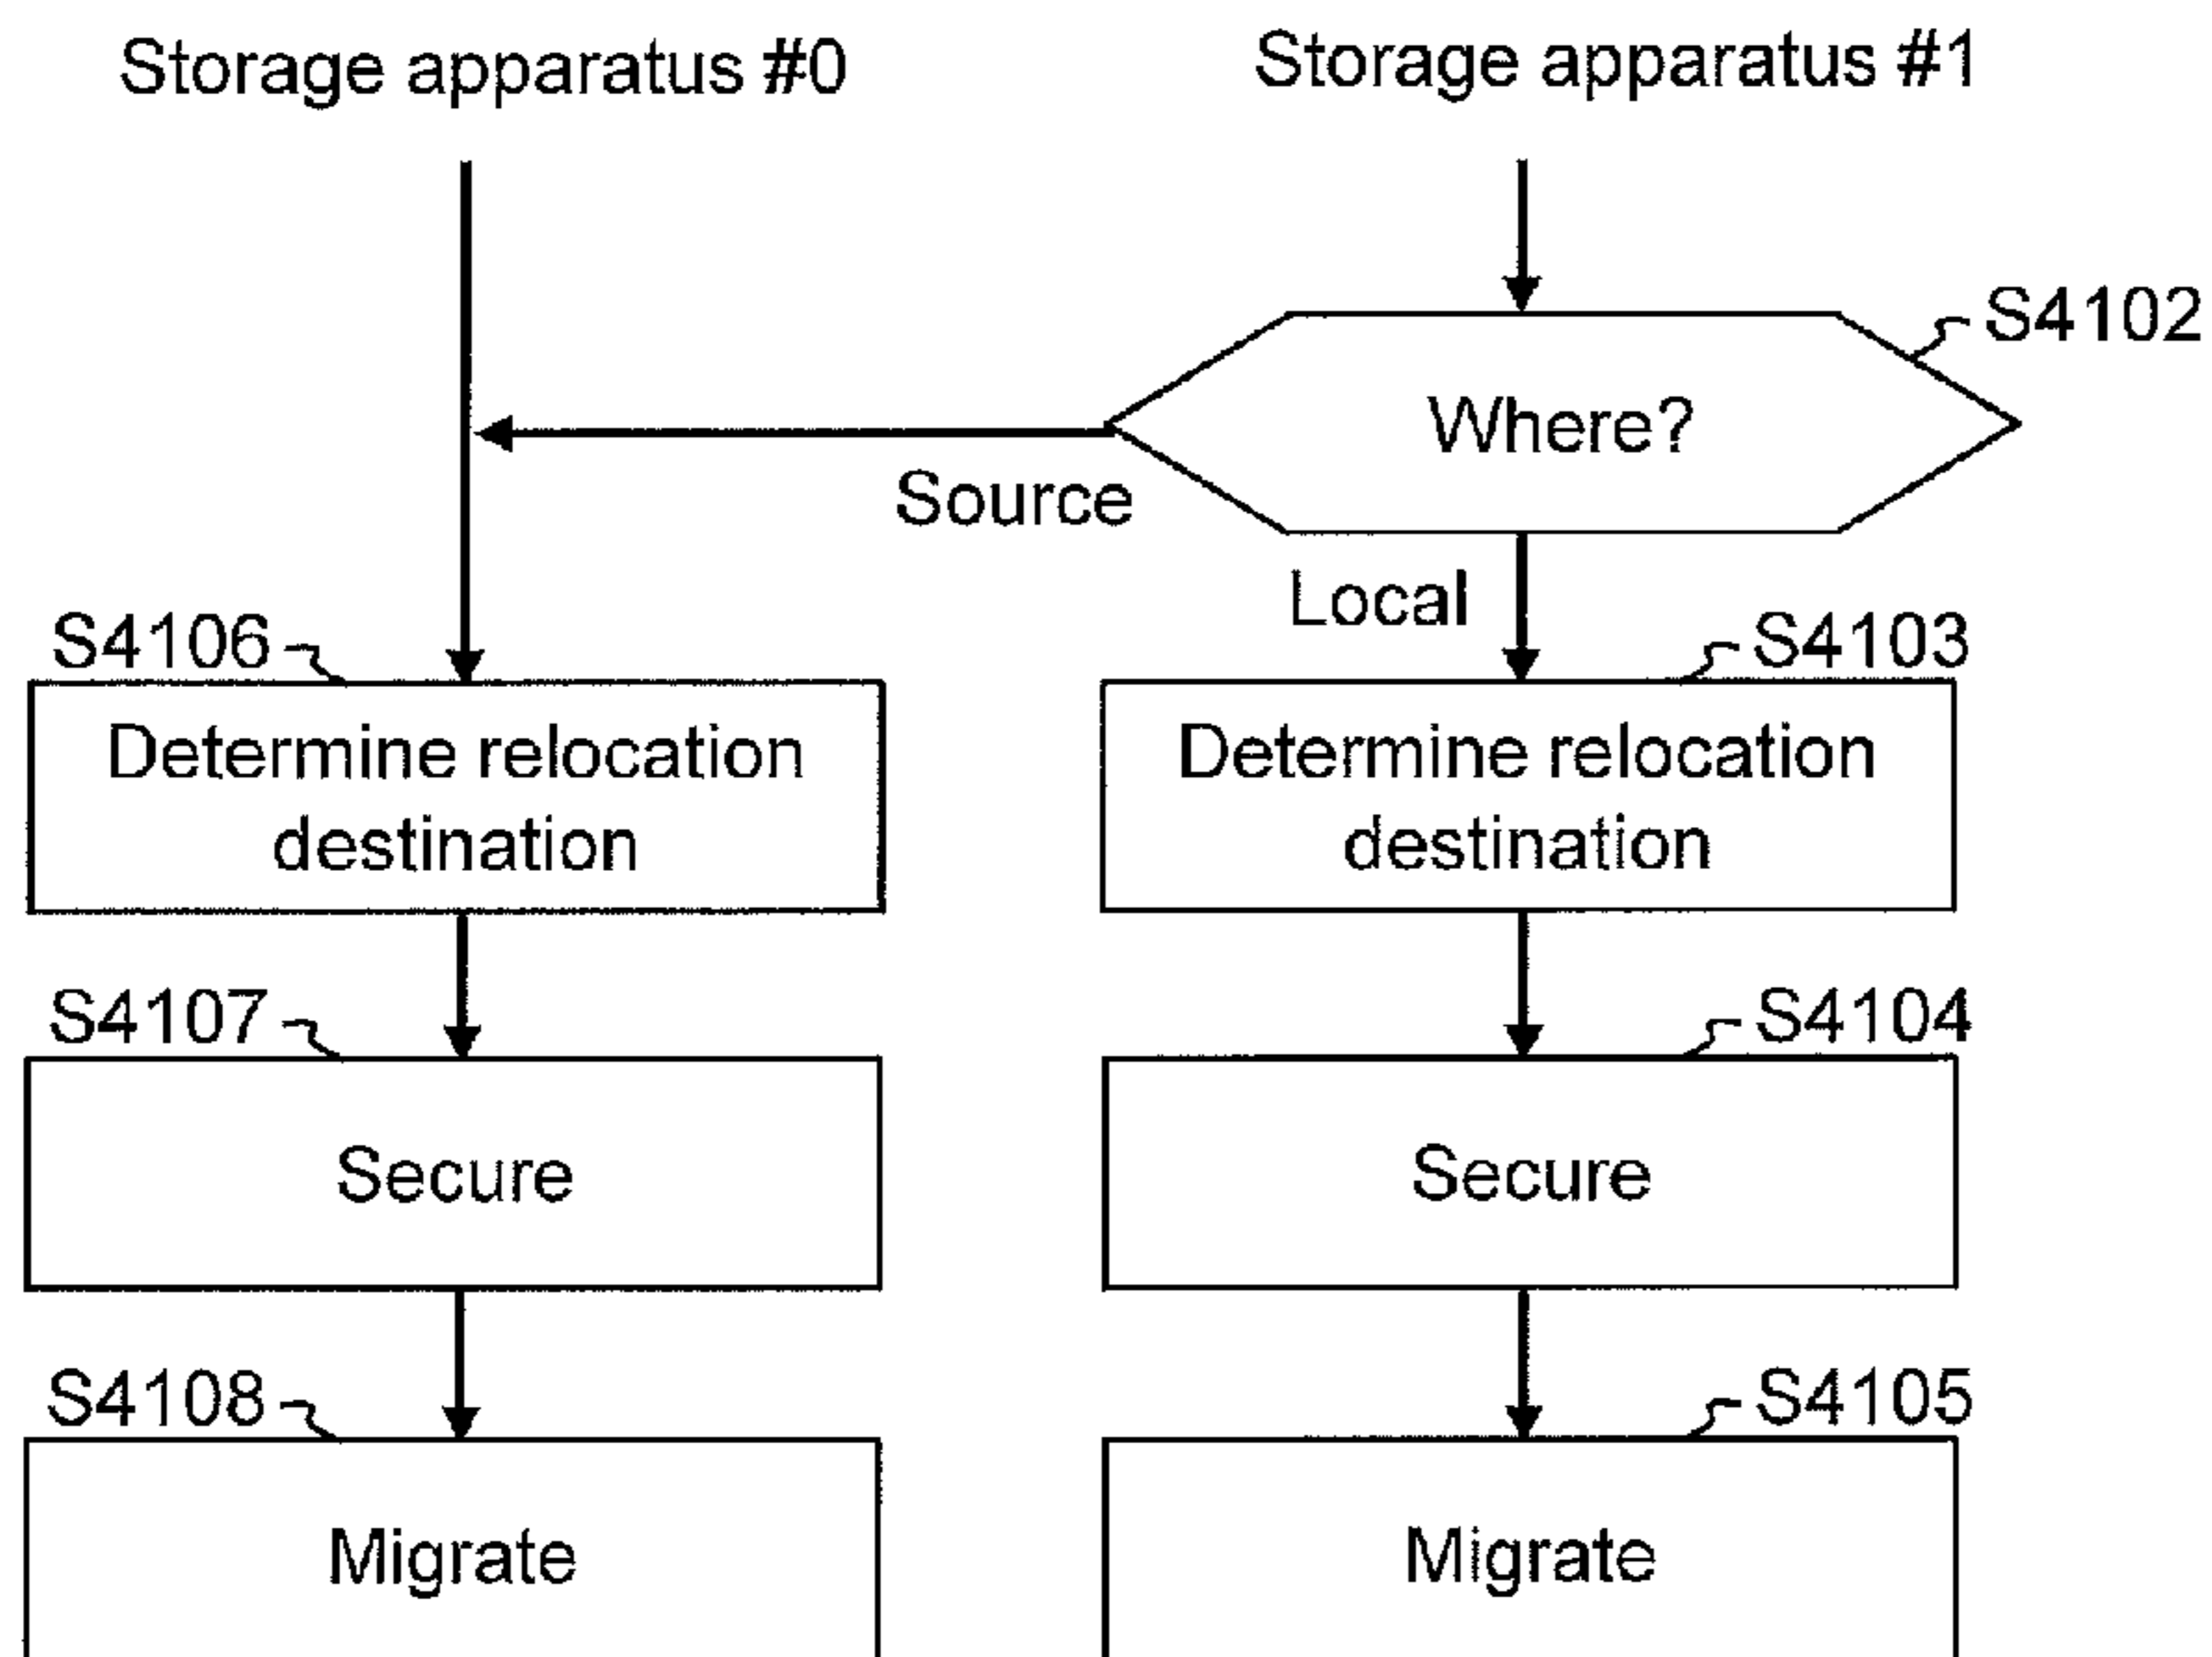 Storage apparatus #0
Storage apparatus #1
S4102
Where?
Source
Local
S4106
S4103
Determine relocation
destination
Determine relocation
destination
S4107
S4104
Secure
Secure
S4108
S4105
Migrate
Migrate